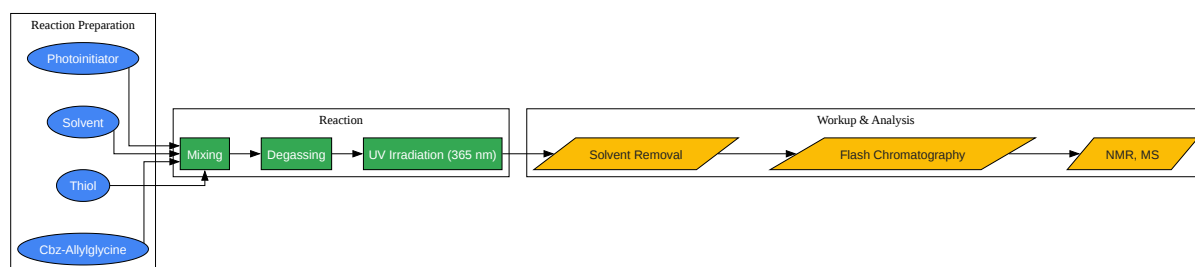 Reaction Preparation
Photoinitiator
Solvent
Thiol
Cbz-Allylglycine
Reaction
Mixing
Degassing
UV Irradiation (365 nm)
Workup & Analysis
Solvent Removal
Flash Chromatography
NMR, MS